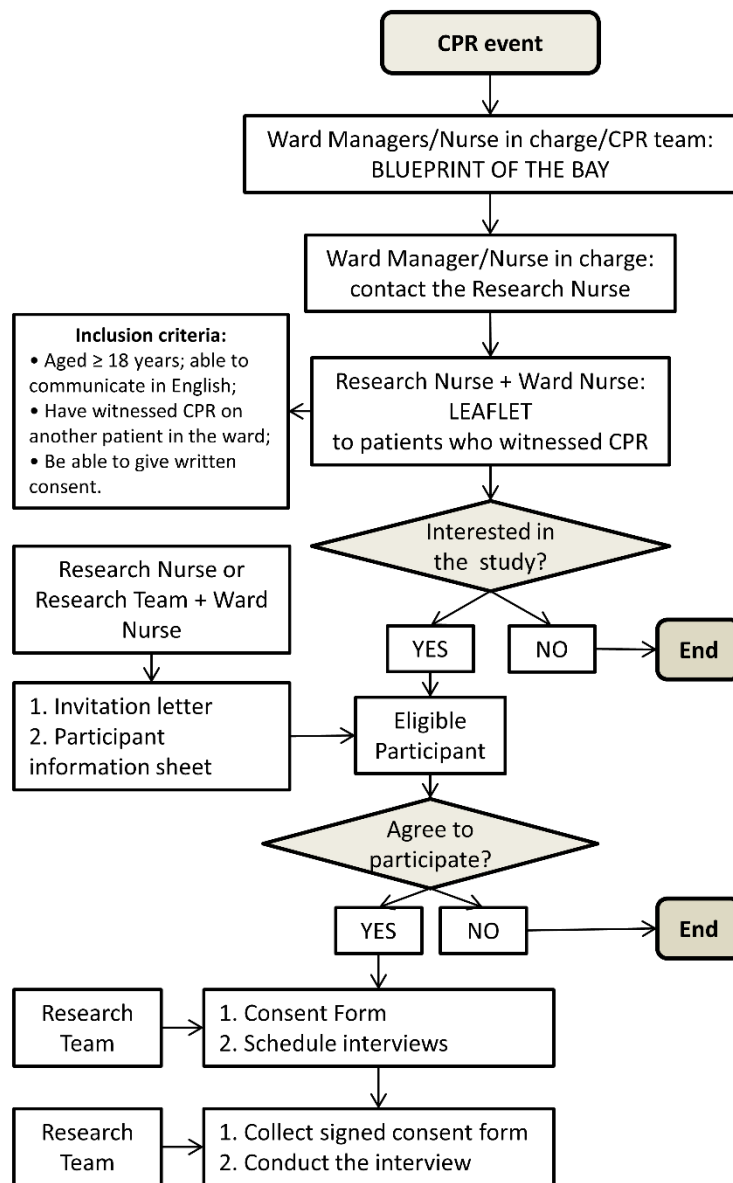 CPR event
Ward Managers/Nurse in charge/CPR team:
BLUEPRINT OF THE BAY
Ward Manager/Nurse in charge:
contact the Research Nurse
Inclusion criteria:
• Aged ≥ 18 years; able to
communicate in English;
• Have witnessed CPR on
another patient in the ward;
• Be able to give written
consent.
Research Nurse + Ward Nurse:
LEAFLET
to patients who witnessed CPR
Interested in
the study?
Research Nurse or
Research Team + Ward
Nurse
YES
NO
End
1. Invitation letter
2. Participant
information sheet
Eligible
Participant
Agree to
participate?
YES
NO
End
Research
Team
1. Consent Form
2. Schedule interviews
Research
Team
1. Collect signed consent form
2. Conduct the interview